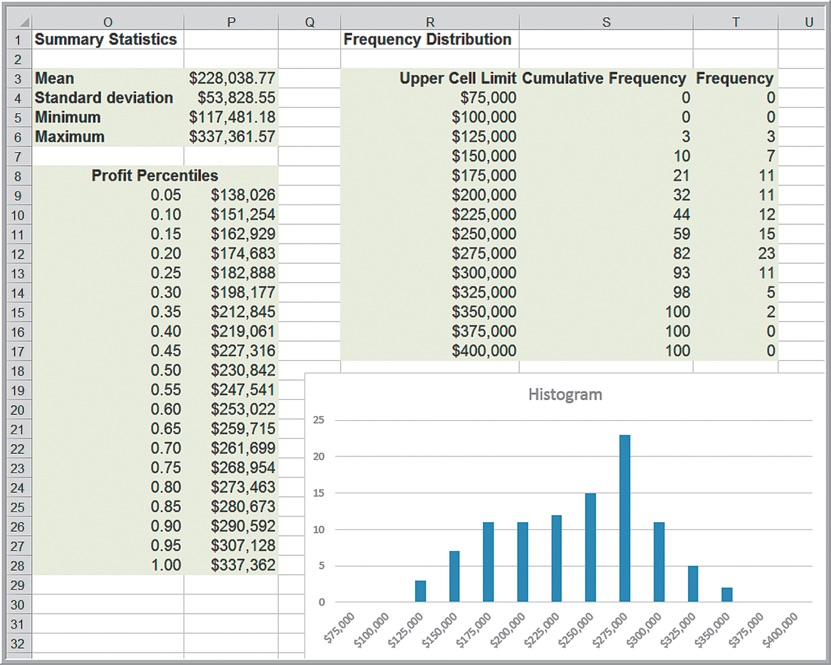 O P Q R S T U
1 Summary Statistics Frequency Distribution
2
3 Mean $228,038.77 Upper Cell Limit Cumulative Frequency Frequency
4 Standard deviation $53,828.55 $75,000 0 0
5 Minimum $117,481.18 $100,000 0 0
6 Maximum $337,361.57 $125,000 3 3
7 $150,000 10 7
8 Profit Percentiles $175,000 21 11
9 0.05 $138,026 $200,000 32 11
10 0.10 $151,254 $225,000 44 12
11 0.15 $162,929 $250,000 59 15
12 0.20 $174,683 $275,000 82 23
13 0.25 $182,888 $300,000 93 11
14 0.30 $198,177 $325,000 98 5
15 0.35 $212,845 $350,000 100 2
16 0.40 $219,061 $375,000 100 0
17 0.45 $227,316 $400,000 100 0
18 0.50 $230,842
19 0.55 $247,541
20 0.60 $253,022
21 0.65 $259,715
22 0.70 $261,699
23 0.75 $268,954
24 0.80 $273,463
25 0.85 $280,673
26 0.90 $290,592
27 0.95 $307,128
28 1.00 $337,362
29
30
31
32
Histogram
25
20
15
10
5
0
$75,000 $100,000 $125,000 $150,000 $175,000 $200,000 $225,000 $250,000 $275,000 $300,000 $325,000 $350,000 $375,000 $400,000